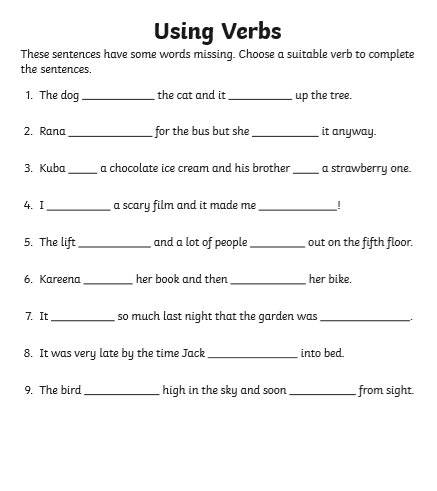 Using Verbs
These sentences have some words missing. Choose a suitable verb to complete
the sentences.
1. The dog ____________ the cat and it ___________ up the tree.
2. Rana ______________ for the bus but she ___________ it anyway.
3. Kuba _____ a chocolate ice cream and his brother ____ a strawberry one.
4. I ___________ a scary film and it made me _____________!
5. The lift ____________ and a lot of people _________ out on the fifth floor.
6. Kareena ________ her book and then _____________ her bike.
7. It ___________ so much last night that the garden was _______________.
8. It was very late by the time Jack _______________ into bed.
9. The bird _____________ high in the sky and soon ___________ from sight.